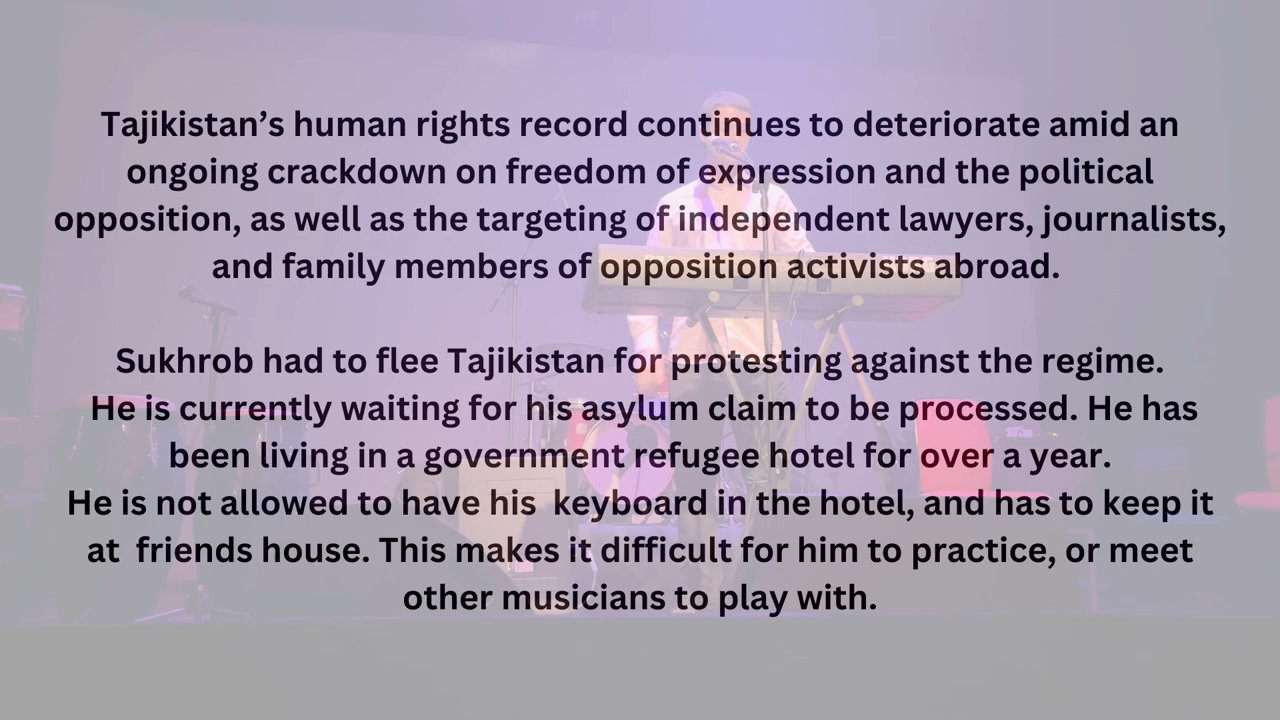 Tajikistan’s human rights record continues to deteriorate amid an
ongoing crackdown on freedom of expression and the political
opposition, as well as the targeting of independent lawyers, journalists,
and family members of opposition activists abroad.
Sukhrob had to flee Tajikistan for protesting against the regime.
He is currently waiting for his asylum claim to be processed. He has
been living in a government refugee hotel for over a year.
He is not allowed to have his  keyboard in the hotel, and has to keep it
at  friends house. This makes it difficult for him to practice, or meet
other musicians to play with.